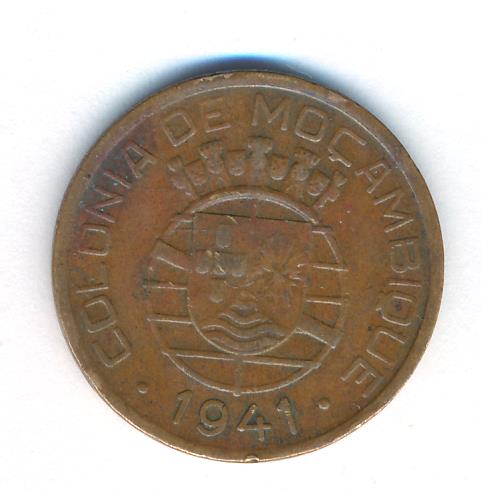 COLONIA DE MOÇAMBIQUE
· 1941 ·